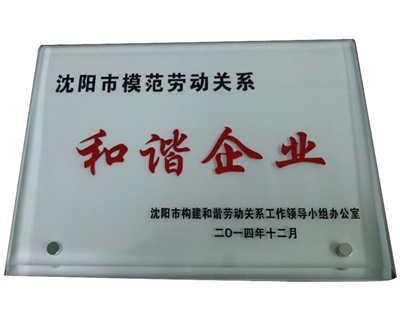 沈阳市模范劳动关系
和谐企业
沈阳市构建和谐劳动关系工作领导小组办公室
二〇一四年十二月